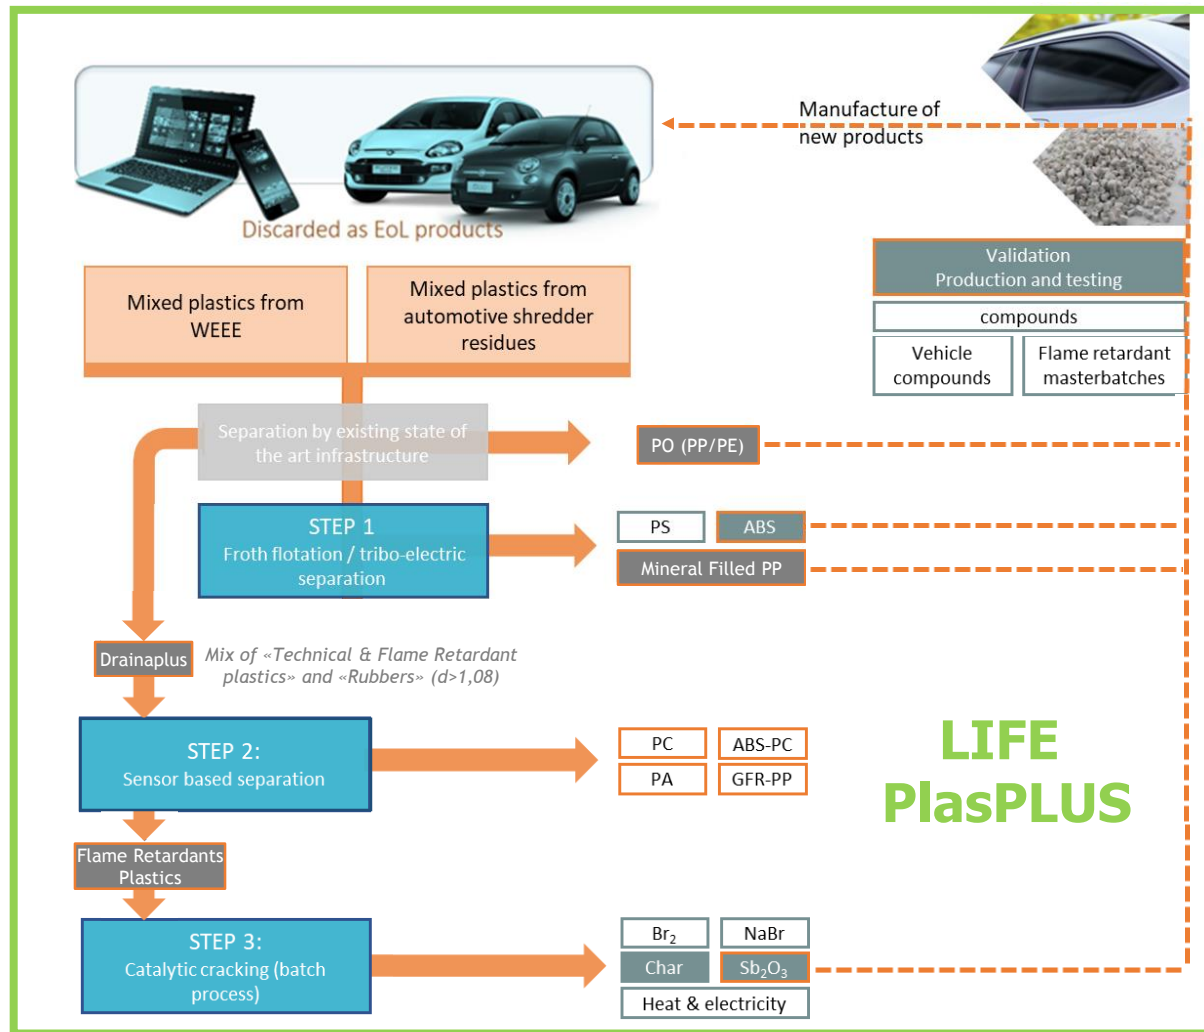 Manufacture of
new products
Discarded as EoL products
Mixed plastics from
WEEE
Mixed plastics from
automotive shredder
residues
Validation
Production and testing
compounds
Vehicle
compounds
Flame retardant
masterbatches
Separation by existing state of
the art infrastructure
PO (PP/PE)
STEP 1
Froth flotation / tribo-electric
separation
PS
ABS
Mineral Filled PP
Drainaplus
Mix of «Technical & Flame Retardant
plastics» and «Rubbers» (d>1,08)
STEP 2:
Sensor based separation
PC
ABS-PC
PA
GFR-PP
LIFE
PlasPLUS
Flame Retardants
Plastics
STEP 3:
Catalytic cracking (batch
process)
Br₂
NaBr
Char
Sb₂O₃
Heat & electricity